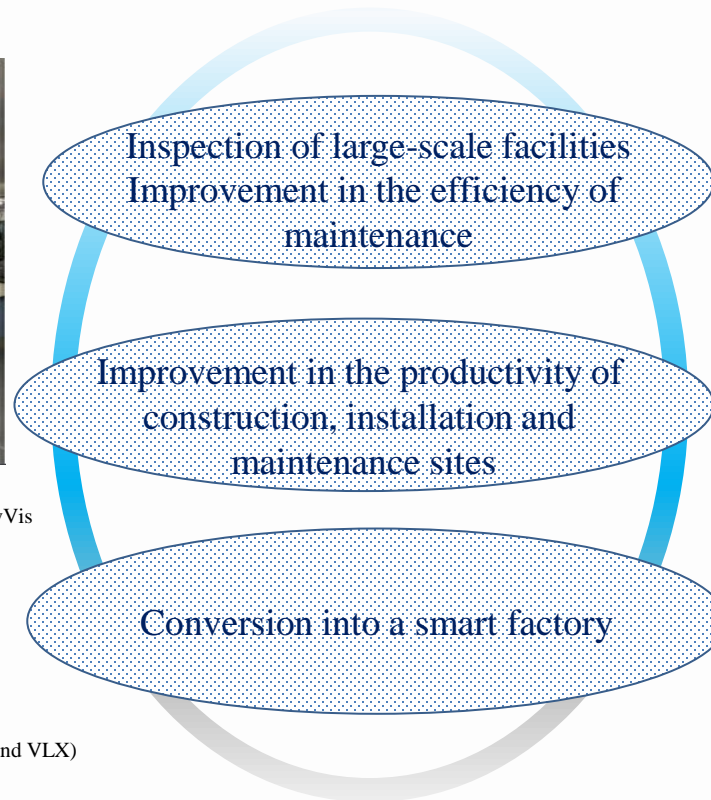 Inspection of large-scale facilities
Improvement in the efficiency of
maintenance
Improvement in the productivity of
construction, installation and
maintenance sites
Conversion into a smart factory
VLX)